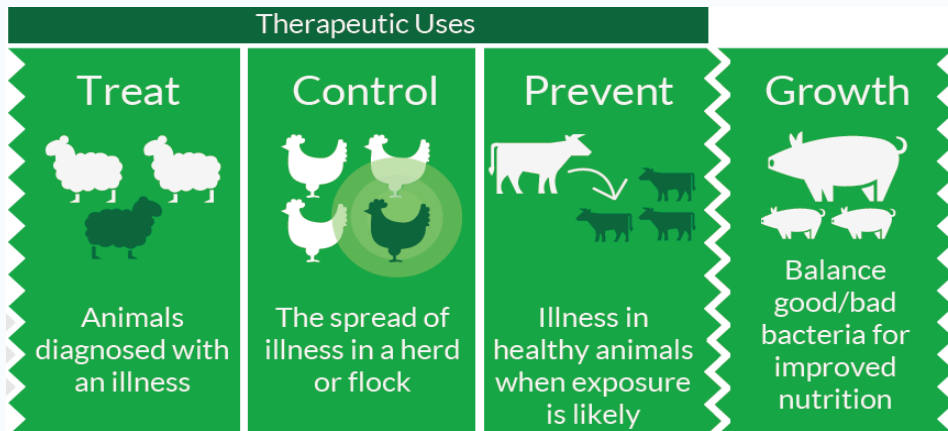 Therapeutic Uses
Treat
Animals
diagnosed with
an illness
Control
The spread of
illness in a herd
or flock
Prevent
Illness in
healthy animals
when exposure
is likely
Growth
Balance
good/bad
bacteria for
improved
nutrition